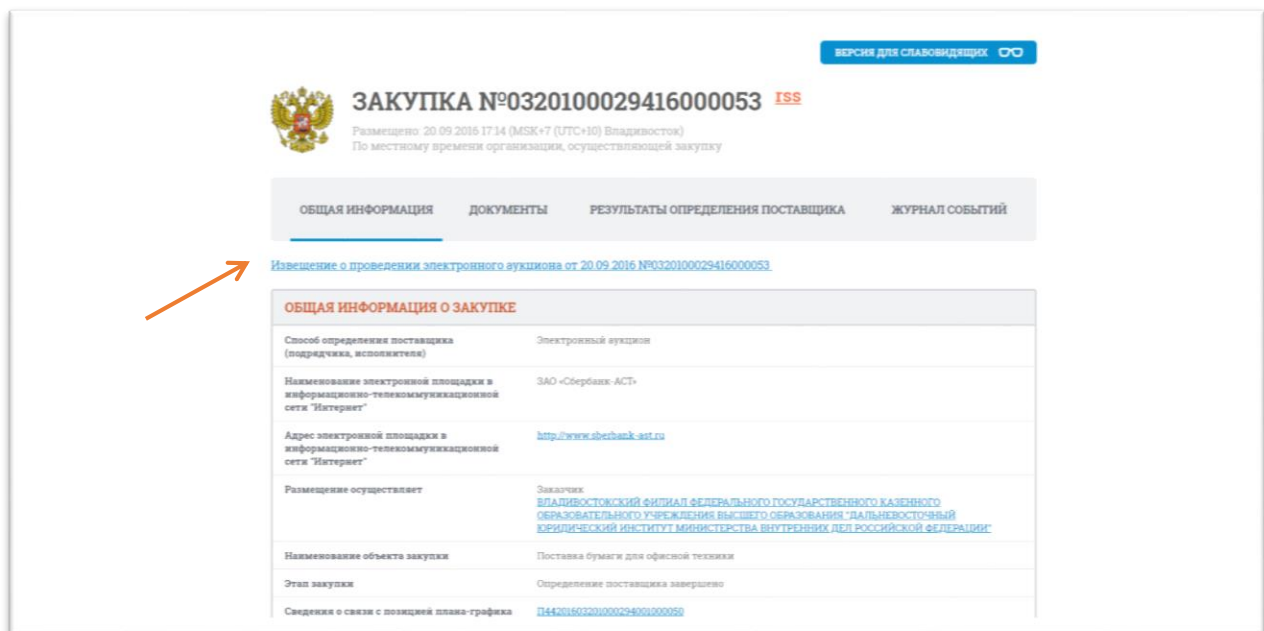 ВЕРСИЯ ДЛЯ СЛАБОВИДЯЩИХ
ЗАКУПКА №0320100029416000053 rss
Размещено: 20.09.2016 17:14 (MSK+7 (UTC+10) Владивосток)
По местному времени организации, осуществляющей закупку
ОБЩАЯ ИНФОРМАЦИЯ ДОКУМЕНТЫ РЕЗУЛЬТАТЫ ОПРЕДЕЛЕНИЯ ПОСТАВЩИКА ЖУРНАЛ СОБЫТИЙ
Извещение о проведении электронного аукциона от 20.09.2016 №0320100029416000053
ОБЩАЯ ИНФОРМАЦИЯ О ЗАКУПКЕ
Способ определения поставщика
(подрядчика, исполнителя)
Электронный аукцион
Наименование электронной площадки в
информационно-телекоммуникационной
сети "Интернет"
ЗАО «Сбербанк-АСТ»
Адрес электронной площадки в
информационно-телекоммуникационной
сети "Интернет"
http://www.sberbank-ast.ru
Размещение осуществляет
Заказчик
ВЛАДИВОСТОКСКИЙ ФИЛИАЛ ФЕДЕРАЛЬНОГО ГОСУДАРСТВЕННОГО КАЗЕННОГО
ОБРАЗОВАТЕЛЬНОГО УЧРЕЖДЕНИЯ ВЫСШЕГО ОБРАЗОВАНИЯ "ДАЛЬНЕВОСТОЧНЫЙ
ЮРИДИЧЕСКИЙ ИНСТИТУТ МИНИСТЕРСТВА ВНУТРЕННИХ ДЕЛ РОССИЙСКОЙ ФЕДЕРАЦИИ"
Наименование объекта закупки
Поставка бумаги для офисной техники
Этап закупки
Определение поставщика завершено
Сведения о связи с позицией плана-графика
П44201603201000294001000050